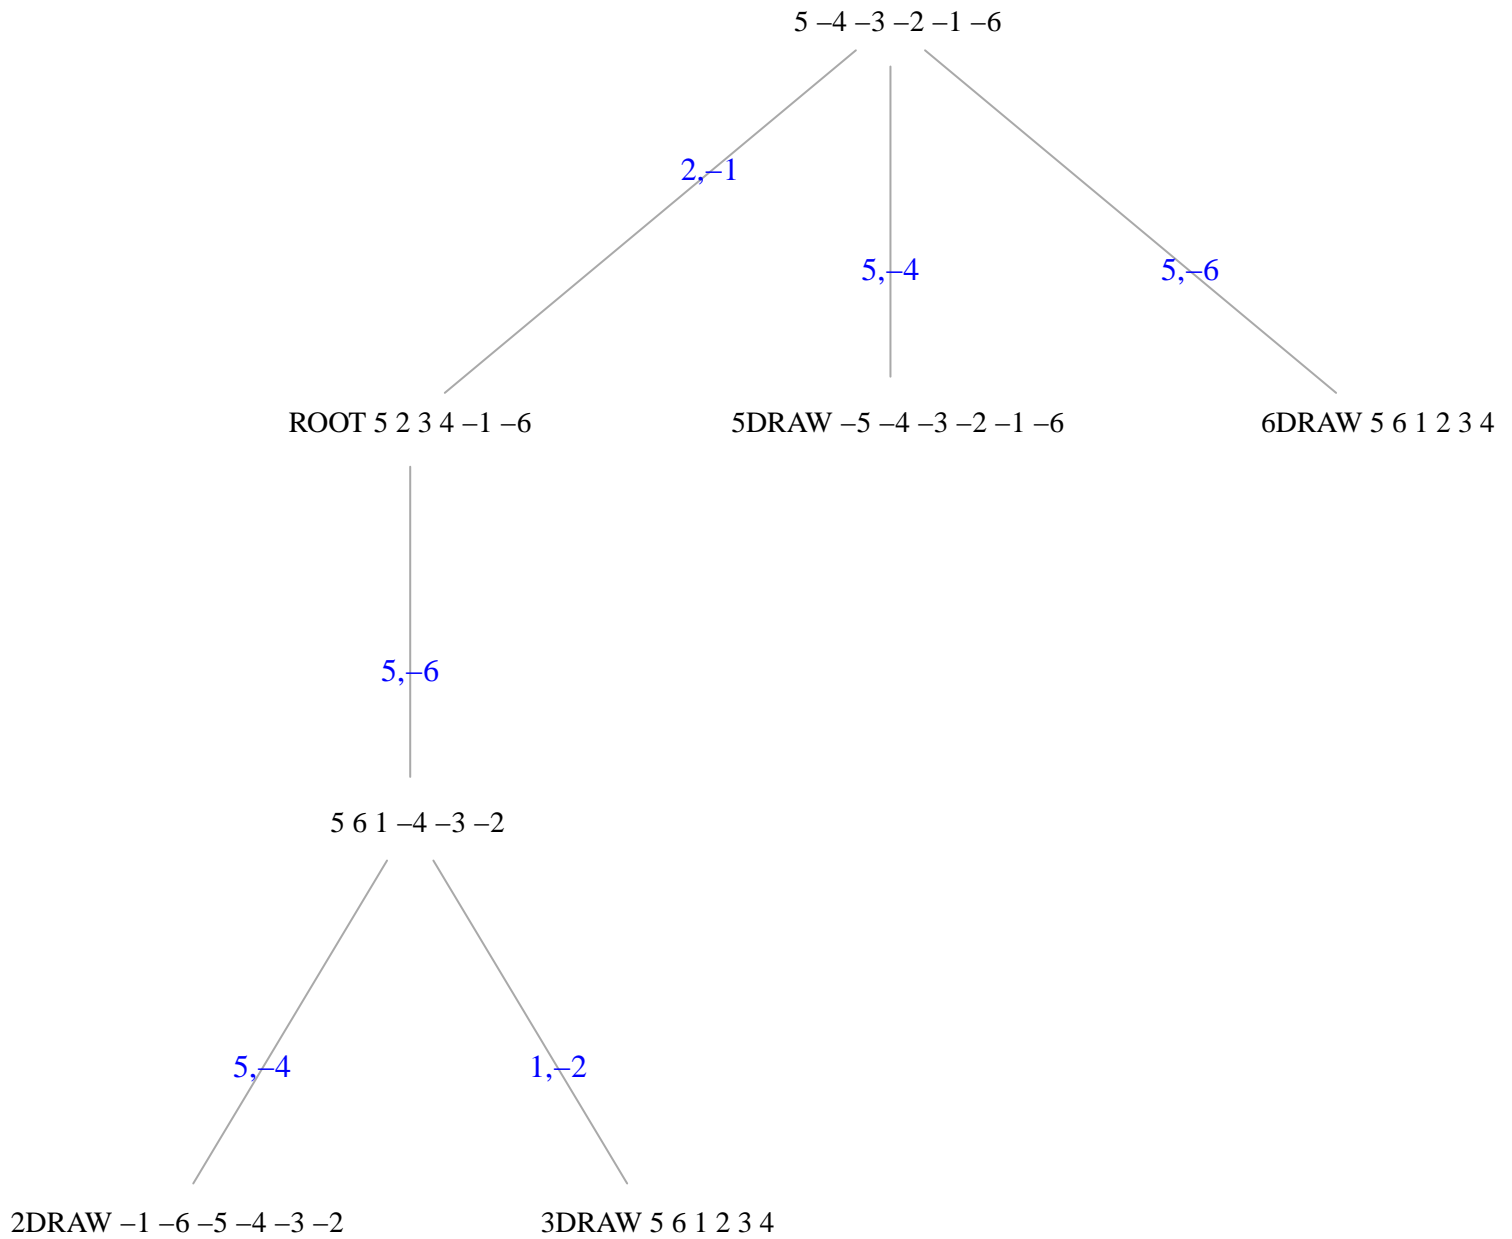 5 –4 –3 –2 –1 –6
2,–1
5,–4
5,–6
ROOT 5 2 3 4 –1 –6
5DRAW –5 –4 –3 –2 –1 –6
6DRAW 5 6 1 2 3 4
5,–6
5 6 1 –4 –3 –2
5,–4
1,–2
2DRAW –1 –6 –5 –4 –3 –2
3DRAW 5 6 1 2 3 4